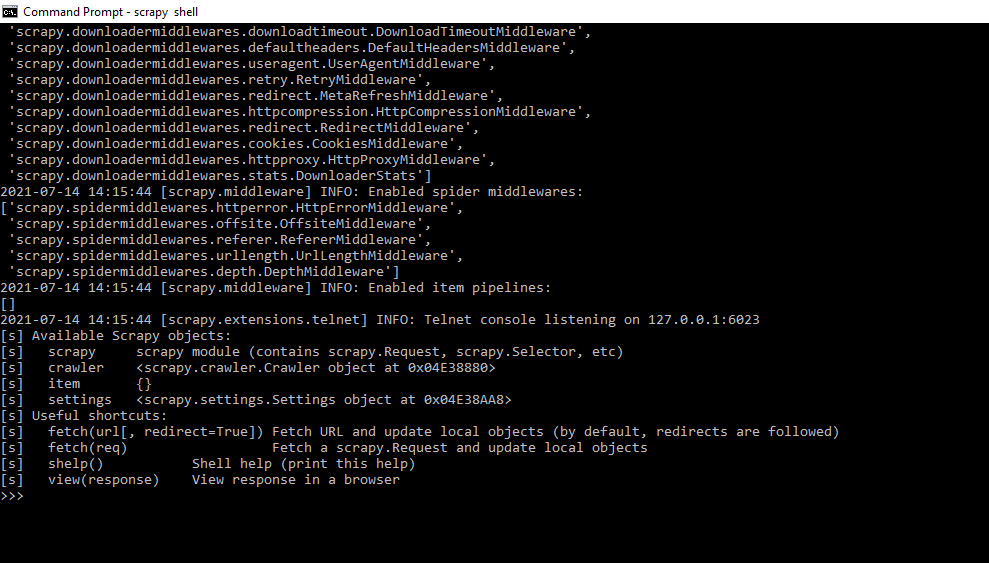 Command Prompt - scrapy shell
'scrapy.downloadermiddlewares.downloadtimeout.DownloadTimeoutMiddleware',
'scrapy.downloadermiddlewares.defaultheaders.DefaultHeadersMiddleware',
'scrapy.downloadermiddlewares.useragent.UserAgentMiddleware',
'scrapy.downloadermiddlewares.retry.RetryMiddleware',
'scrapy.downloadermiddlewares.redirect.MetaRefreshMiddleware',
'scrapy.downloadermiddlewares.httpcompression.HttpCompressionMiddleware',
'scrapy.downloadermiddlewares.redirect.RedirectMiddleware',
'scrapy.downloadermiddlewares.cookies.CookiesMiddleware',
'scrapy.downloadermiddlewares.httpproxy.HttpProxyMiddleware',
'scrapy.downloadermiddlewares.stats.DownloaderStats']
2021-07-14 14:15:44 [scrapy.middleware] INFO: Enabled spider middlewares:
['scrapy.spidermiddlewares.httperror.HttpErrorMiddleware',
'scrapy.spidermiddlewares.offsite.OffsiteMiddleware',
'scrapy.spidermiddlewares.referer.RefererMiddleware',
'scrapy.spidermiddlewares.urllength.UrlLengthMiddleware',
'scrapy.spidermiddlewares.depth.DepthMiddleware']
2021-07-14 14:15:44 [scrapy.middleware] INFO: Enabled item pipelines:
[]
2021-07-14 14:15:44 [scrapy.extensions.telnet] INFO: Telnet console listening on 127.0.0.1:6023
[s] Available Scrapy objects:
[s]   scrapy     scrapy module (contains scrapy.Request, scrapy.Selector, etc)
[s]   crawler    <scrapy.crawler.Crawler object at 0x04E38880>
[s]   item       {}
[s]   settings   <scrapy.settings.Settings object at 0x04E38AA8>
[s] Useful shortcuts:
[s]   fetch(url[, redirect=True]) Fetch URL and update local objects (by default, redirects are followed)
[s]   fetch(req)                  Fetch a scrapy.Request and update local objects
[s]   shelp()           Shell help (print this help)
[s]   view(response)    View response in a browser
>>>